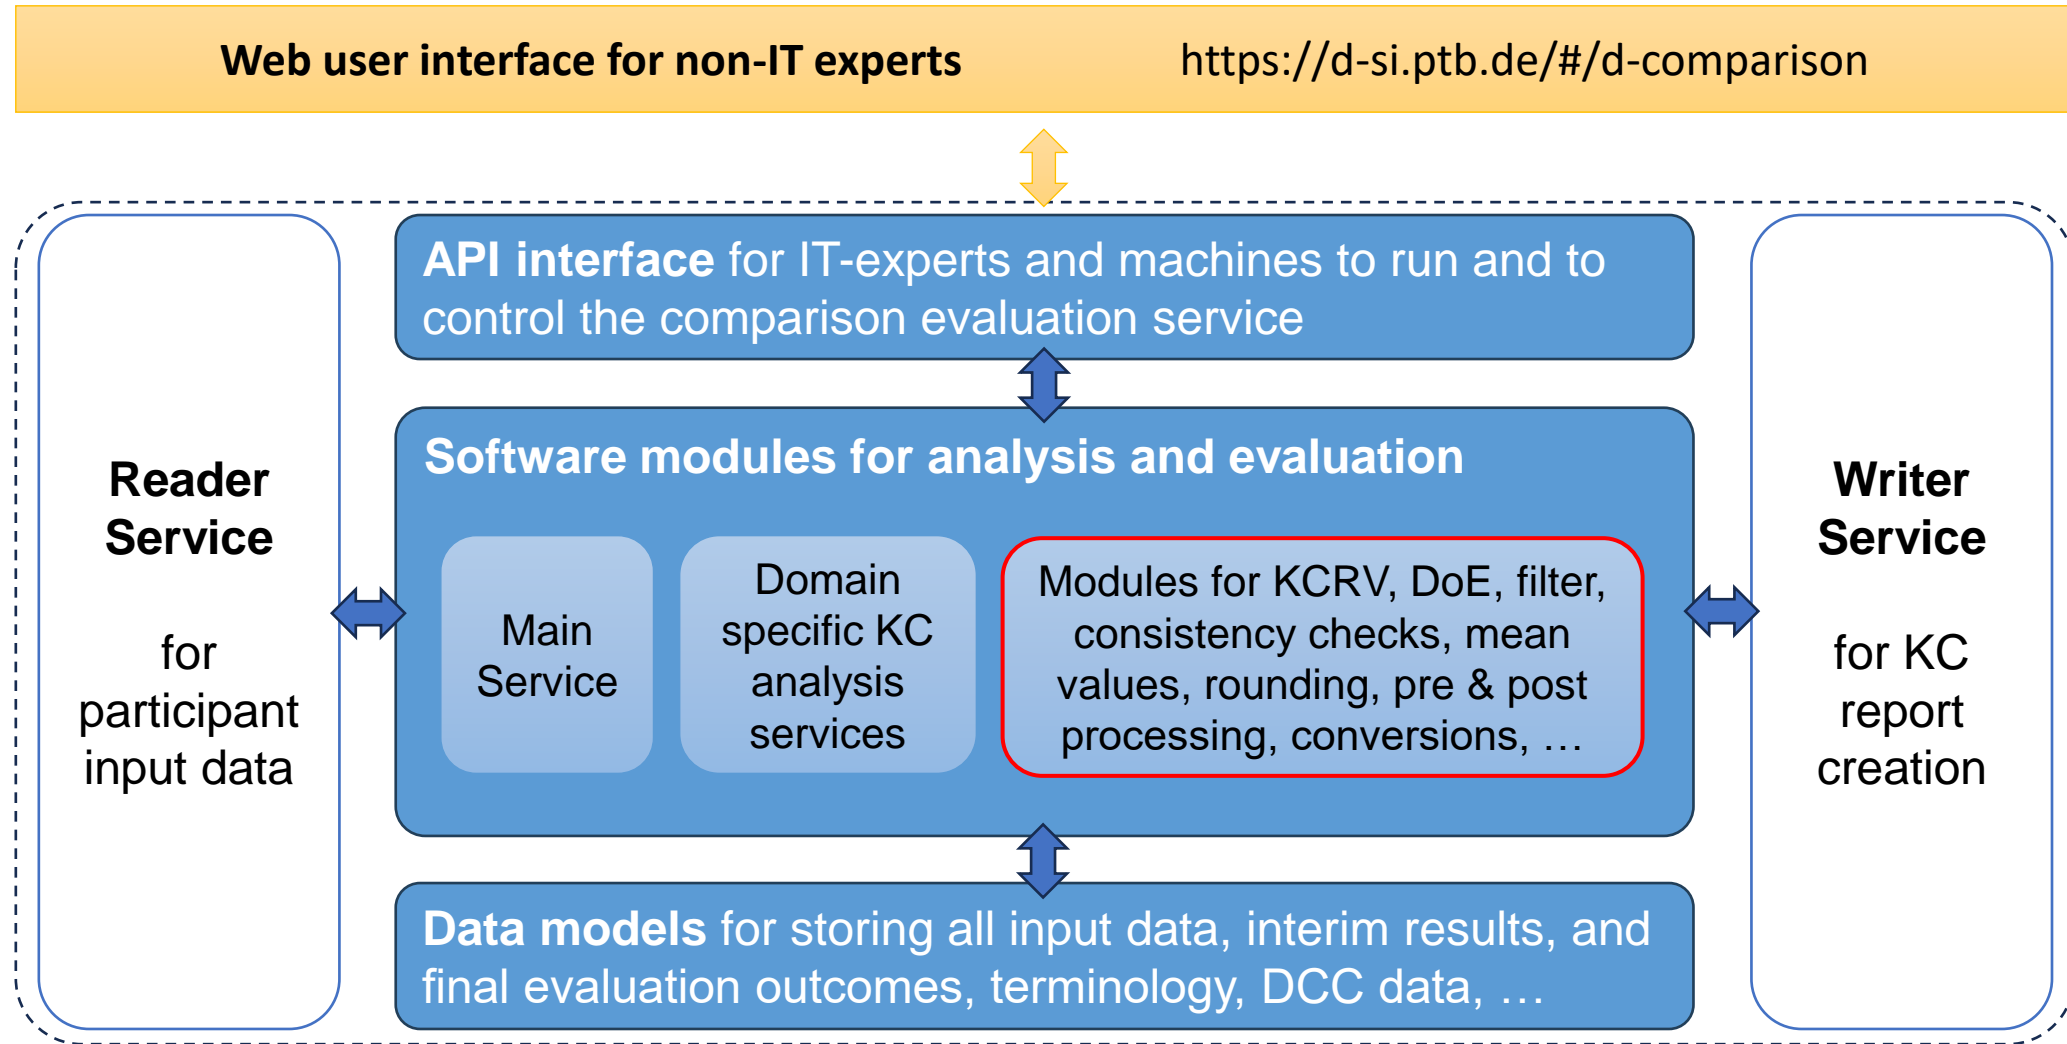 Web user interface for non-IT experts
https://d-si.ptb.de/#/d-comparison
API interface for IT-experts and machines to run and to
control the comparison evaluation service
Reader
Service
for
participant
input data
Software modules for analysis and evaluation
Main
Service
Domain
specific KC
analysis
services
Modules for KCRV, DoE, filter,
consistency checks, mean
values, rounding, pre & post
processing, conversions, …
Writer
Service
for KC
report
creation
Data models for storing all input data, interim results, and
final evaluation outcomes, terminology, DCC data, …